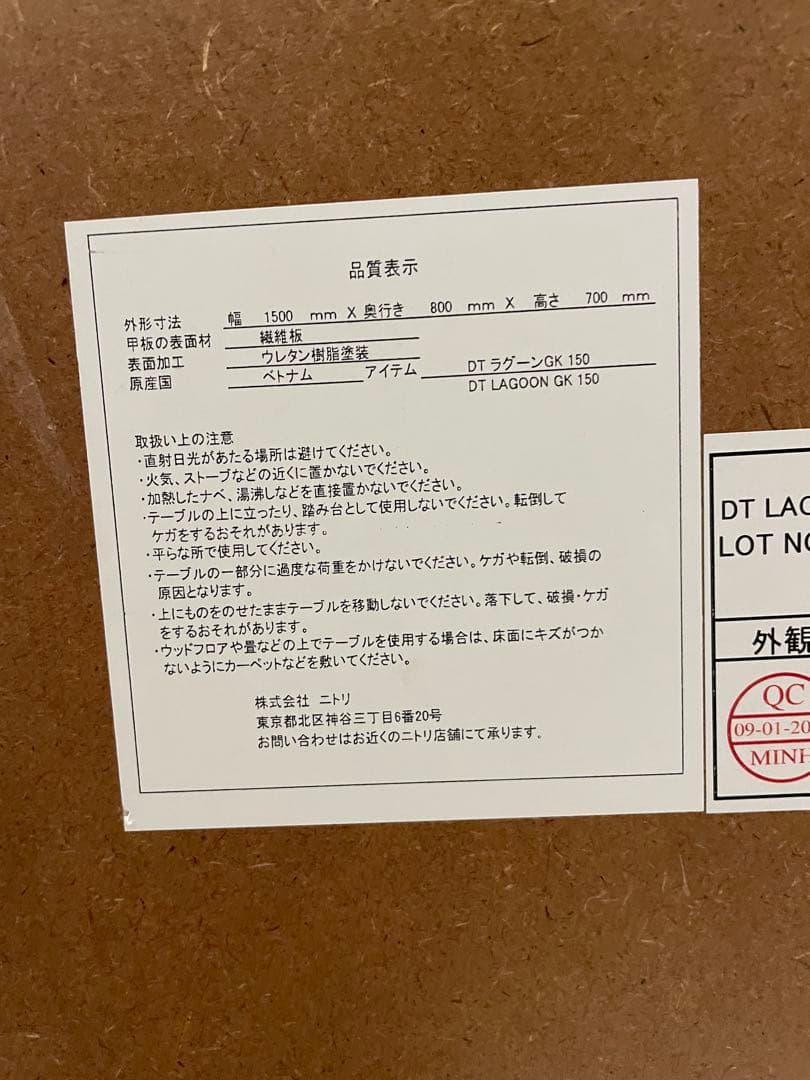 品質表示
外形寸法 幅 1500 mm X 奥行き 800 mm X 高さ 700 mm
甲板の表面材 繊維板
表面加工 ウレタン樹脂塗装
原産国 ベトナム アイテム DT ラグーンGK 150
DT LAGOON GK 150
取扱い上の注意
・直射日光があたる場所は避けてください。
・火気、ストーブなどの近くに置かないでください。
・加熱したナベ、湯沸しなどを直接置かないでください。
・テーブルの上に立ったり、踏み台として使用しないでください。転倒して
ケガをするおそれがあります。
・平らな所で使用してください。
・テーブルの一部分に過度な荷重をかけないでください。ケガや転倒、破損の
原因となります。
・上にものをのせたままテーブルを移動しないでください。落下して、破損・ケガ
をするおそれがあります。
・ウッドフロアや畳などの上でテーブルを使用する場合は、床面にキズがつか
ないようにカーペットなどを敷いてください。
株式会社 ニトリ
東京都北区神谷三丁目6番20号
お問い合わせはお近くのニトリ店舗にて承ります。
DT LAG
LOT NO
外観
QC
09-01-20
MINH